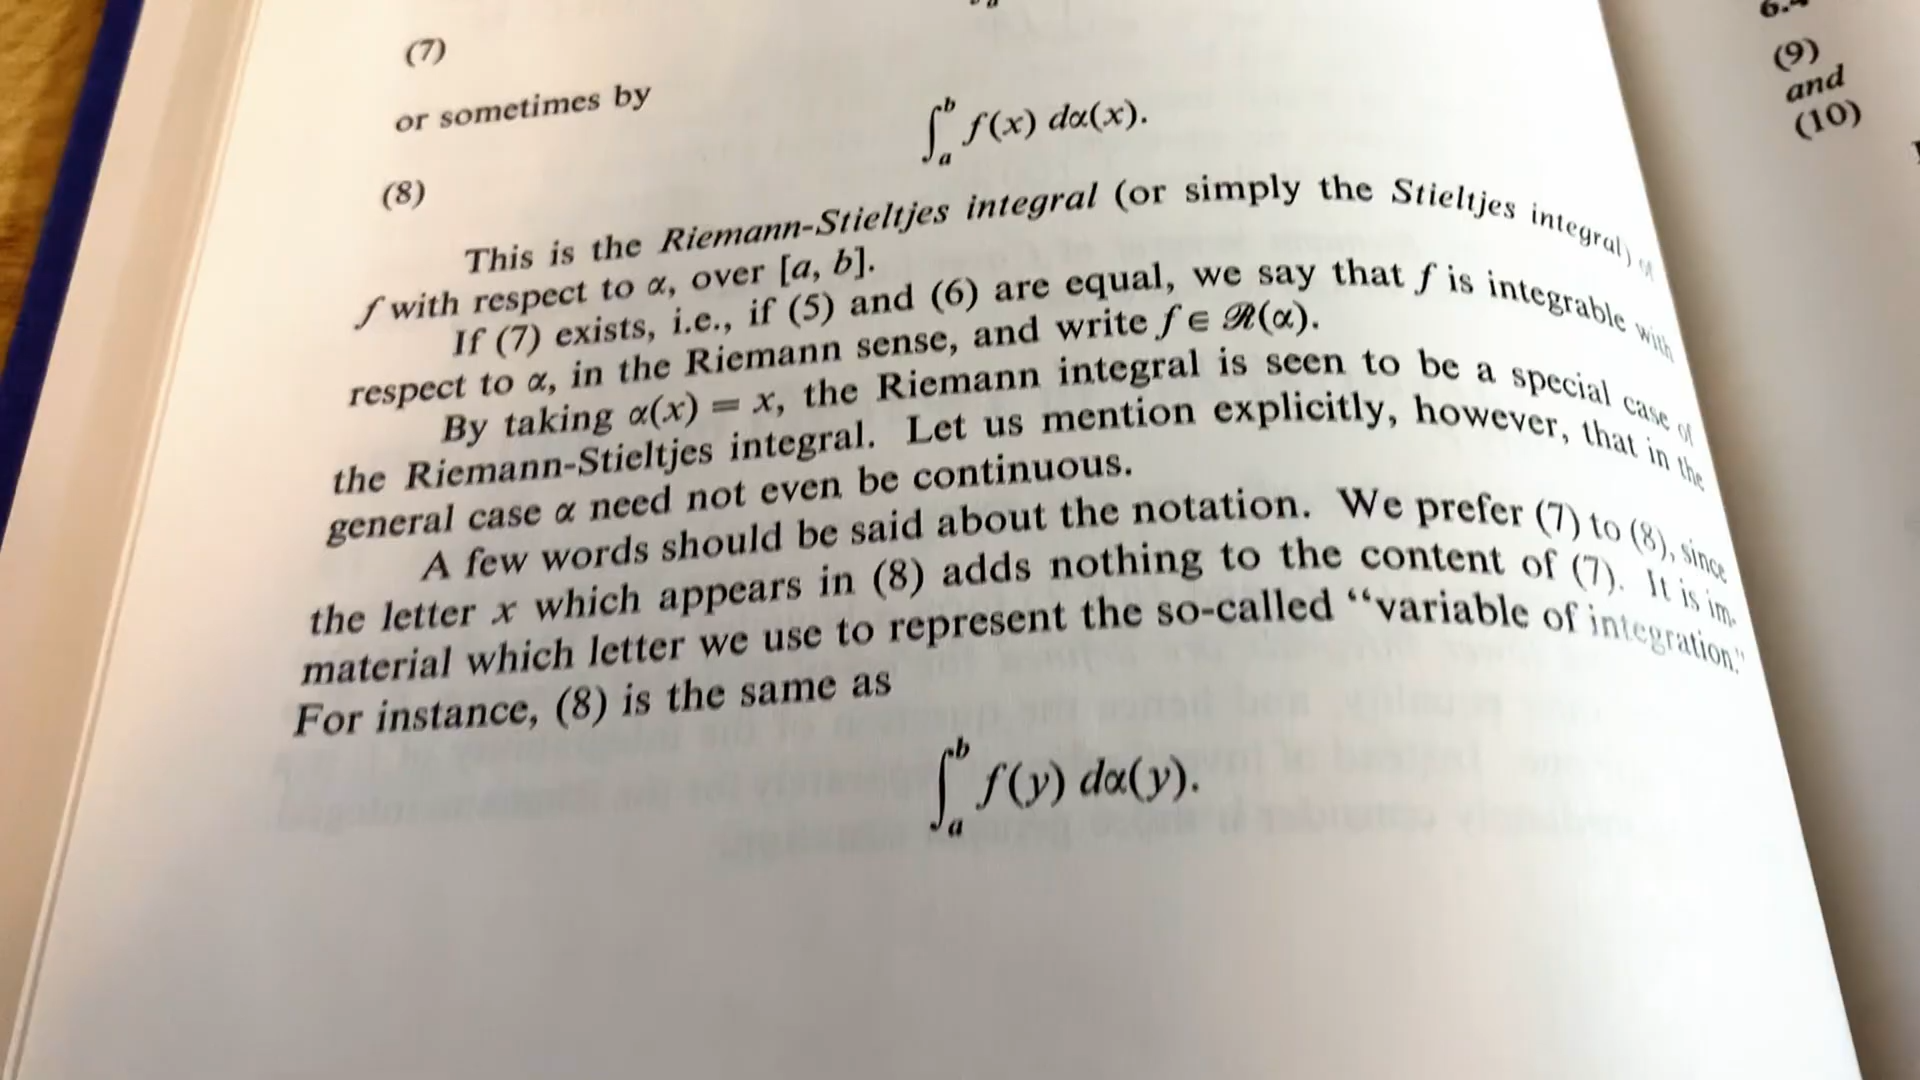 (7)
or sometimes by
(8)
∫_a^b f(x) dα(x).
This is the Riemann-Stieltjes integral (or simply the Stieltjes integral) of
f with respect to α, over [a, b].
If (7) exists, i.e., if (5) and (6) are equal, we say that f is integrable with
respect to α, in the Riemann sense, and write f ∈ ℛ(α).
By taking α(x) = x, the Riemann integral is seen to be a special case of
the Riemann-Stieltjes integral. Let us mention explicitly, however, that in the
general case α need not even be continuous.
A few words should be said about the notation. We prefer (7) to (8), since
the letter x which appears in (8) adds nothing to the content of (7). It is im-
material which letter we use to represent the so-called “variable of integration.”
For instance, (8) is the same as
∫_a^b f(y) dα(y).
(9)
and
(10)